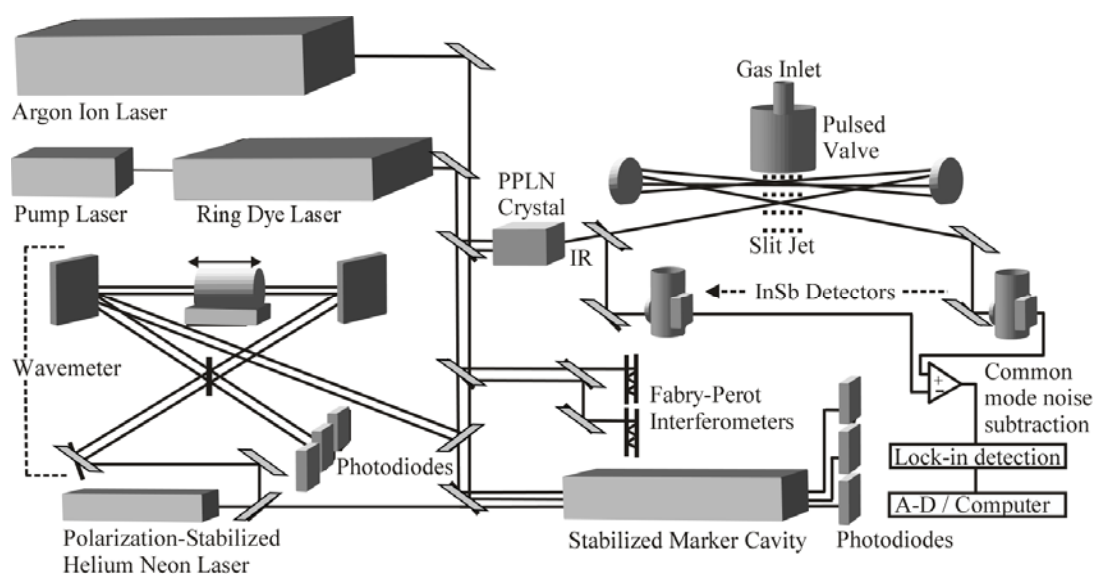 Argon Ion Laser
Gas Inlet
Pulsed
Valve
Pump Laser
Ring Dye Laser
PPLN
Crystal
IR
Slit Jet
InSb Detectors
Wavemeter
Fabry-Perot
Interferometers
+
−
Common
mode noise
subtraction
Photodiodes
Lock-in detection
A-D / Computer
Polarization-Stabilized
Helium Neon Laser
Stabilized Marker Cavity
Photodiodes